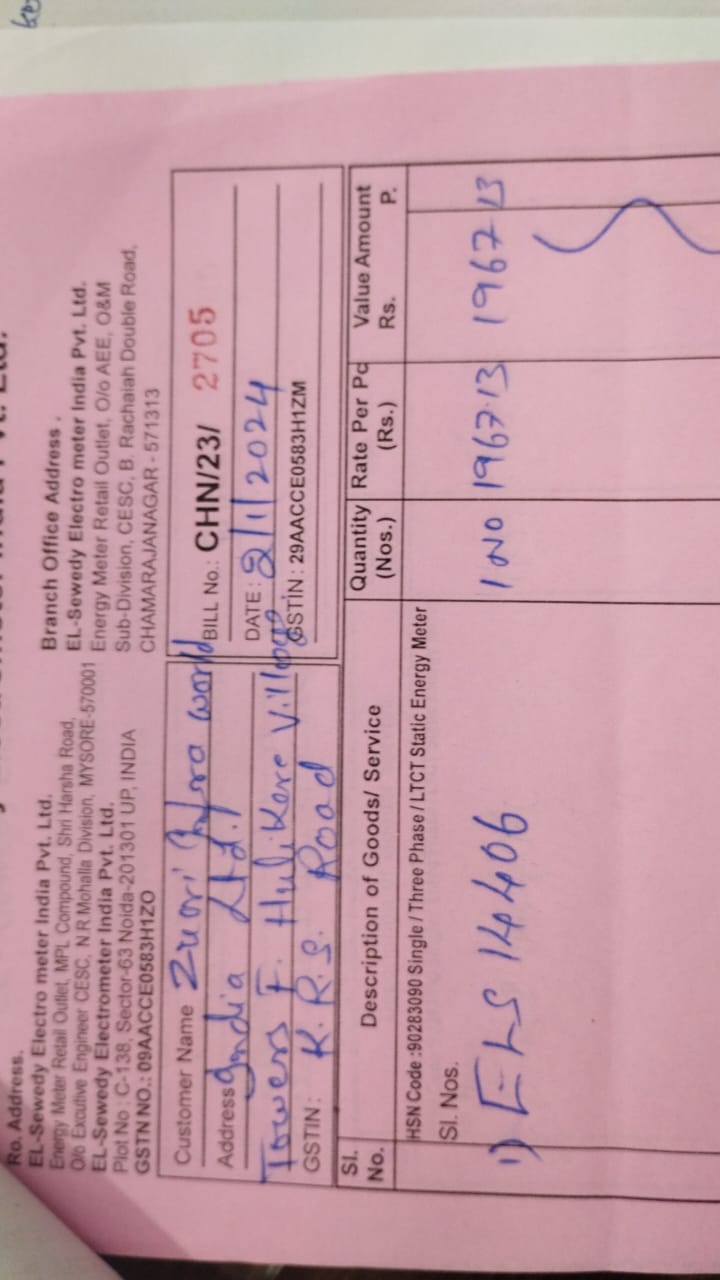 Ro. Address.
EL-Sewedy Electro meter India Pvt. Ltd.
Energy Meter Retail Outlet, MPL Compound, Shri Harsha Road,
O/o Excutive Engineer CESC, N.R.Mohalla Division, MYSORE-570001
EL-Sewedy Electrometer India Pvt. Ltd.
Plot No : C-138, Sector-63 Noida-201301 UP, INDIA
GSTN NO.: 09AACCE0583H1ZO
Branch Office Address .
EL-Sewedy Electro meter India Pvt. Ltd.
Energy Meter Retail Outlet, O/o AEE, O&M
Sub-Division, CESC, B. Rachaiah Double Road,
CHAMARAJANAGAR - 571313
Customer Name Zuari Infra world
Address India Ltd.,
Towers F. Hulikere Village
GSTIN: K.R.S. Road
BILL No.: CHN/23/ 2705
DATE : 2/1/2024
GSTIN : 29AACCE0583H1ZM
Sl. No. Description of Goods/ Service Quantity (Nos.) Rate Per Pc (Rs.) Value Amount Rs. P.
HSN Code :90283090 Single / Three Phase / LTCT Static Energy Meter
Sl. Nos.
1) ELS 14406 1 NO 1967.13 1967 13